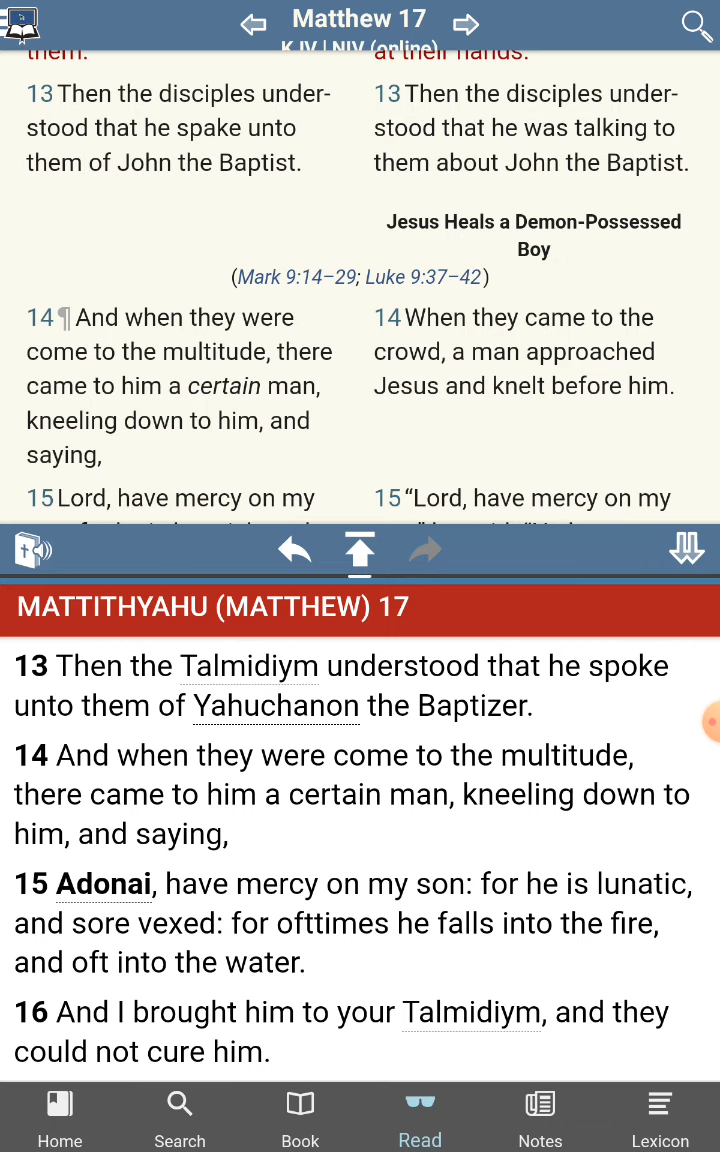 Matthew 17
KJV | NIV (online)
them.
at their hands.
13 Then the disciples under-
stood that he spake unto
them of John the Baptist.
13 Then the disciples under-
stood that he was talking to
them about John the Baptist.
Jesus Heals a Demon-Possessed
Boy
(Mark 9:14–29; Luke 9:37–42)
14 ¶ And when they were
come to the multitude, there
came to him a certain man,
kneeling down to him, and
saying,
14 When they came to the
crowd, a man approached
Jesus and knelt before him.
15 Lord, have mercy on my
15 “Lord, have mercy on my
MATTITHYAHU (MATTHEW) 17
13 Then the Talmidiym understood that he spoke
unto them of Yahuchanon the Baptizer.
14 And when they were come to the multitude,
there came to him a certain man, kneeling down to
him, and saying,
15 Adonai, have mercy on my son: for he is lunatic,
and sore vexed: for ofttimes he falls into the fire,
and oft into the water.
16 And I brought him to your Talmidiym, and they
could not cure him.
Home
Search
Book
Read
Notes
Lexicon